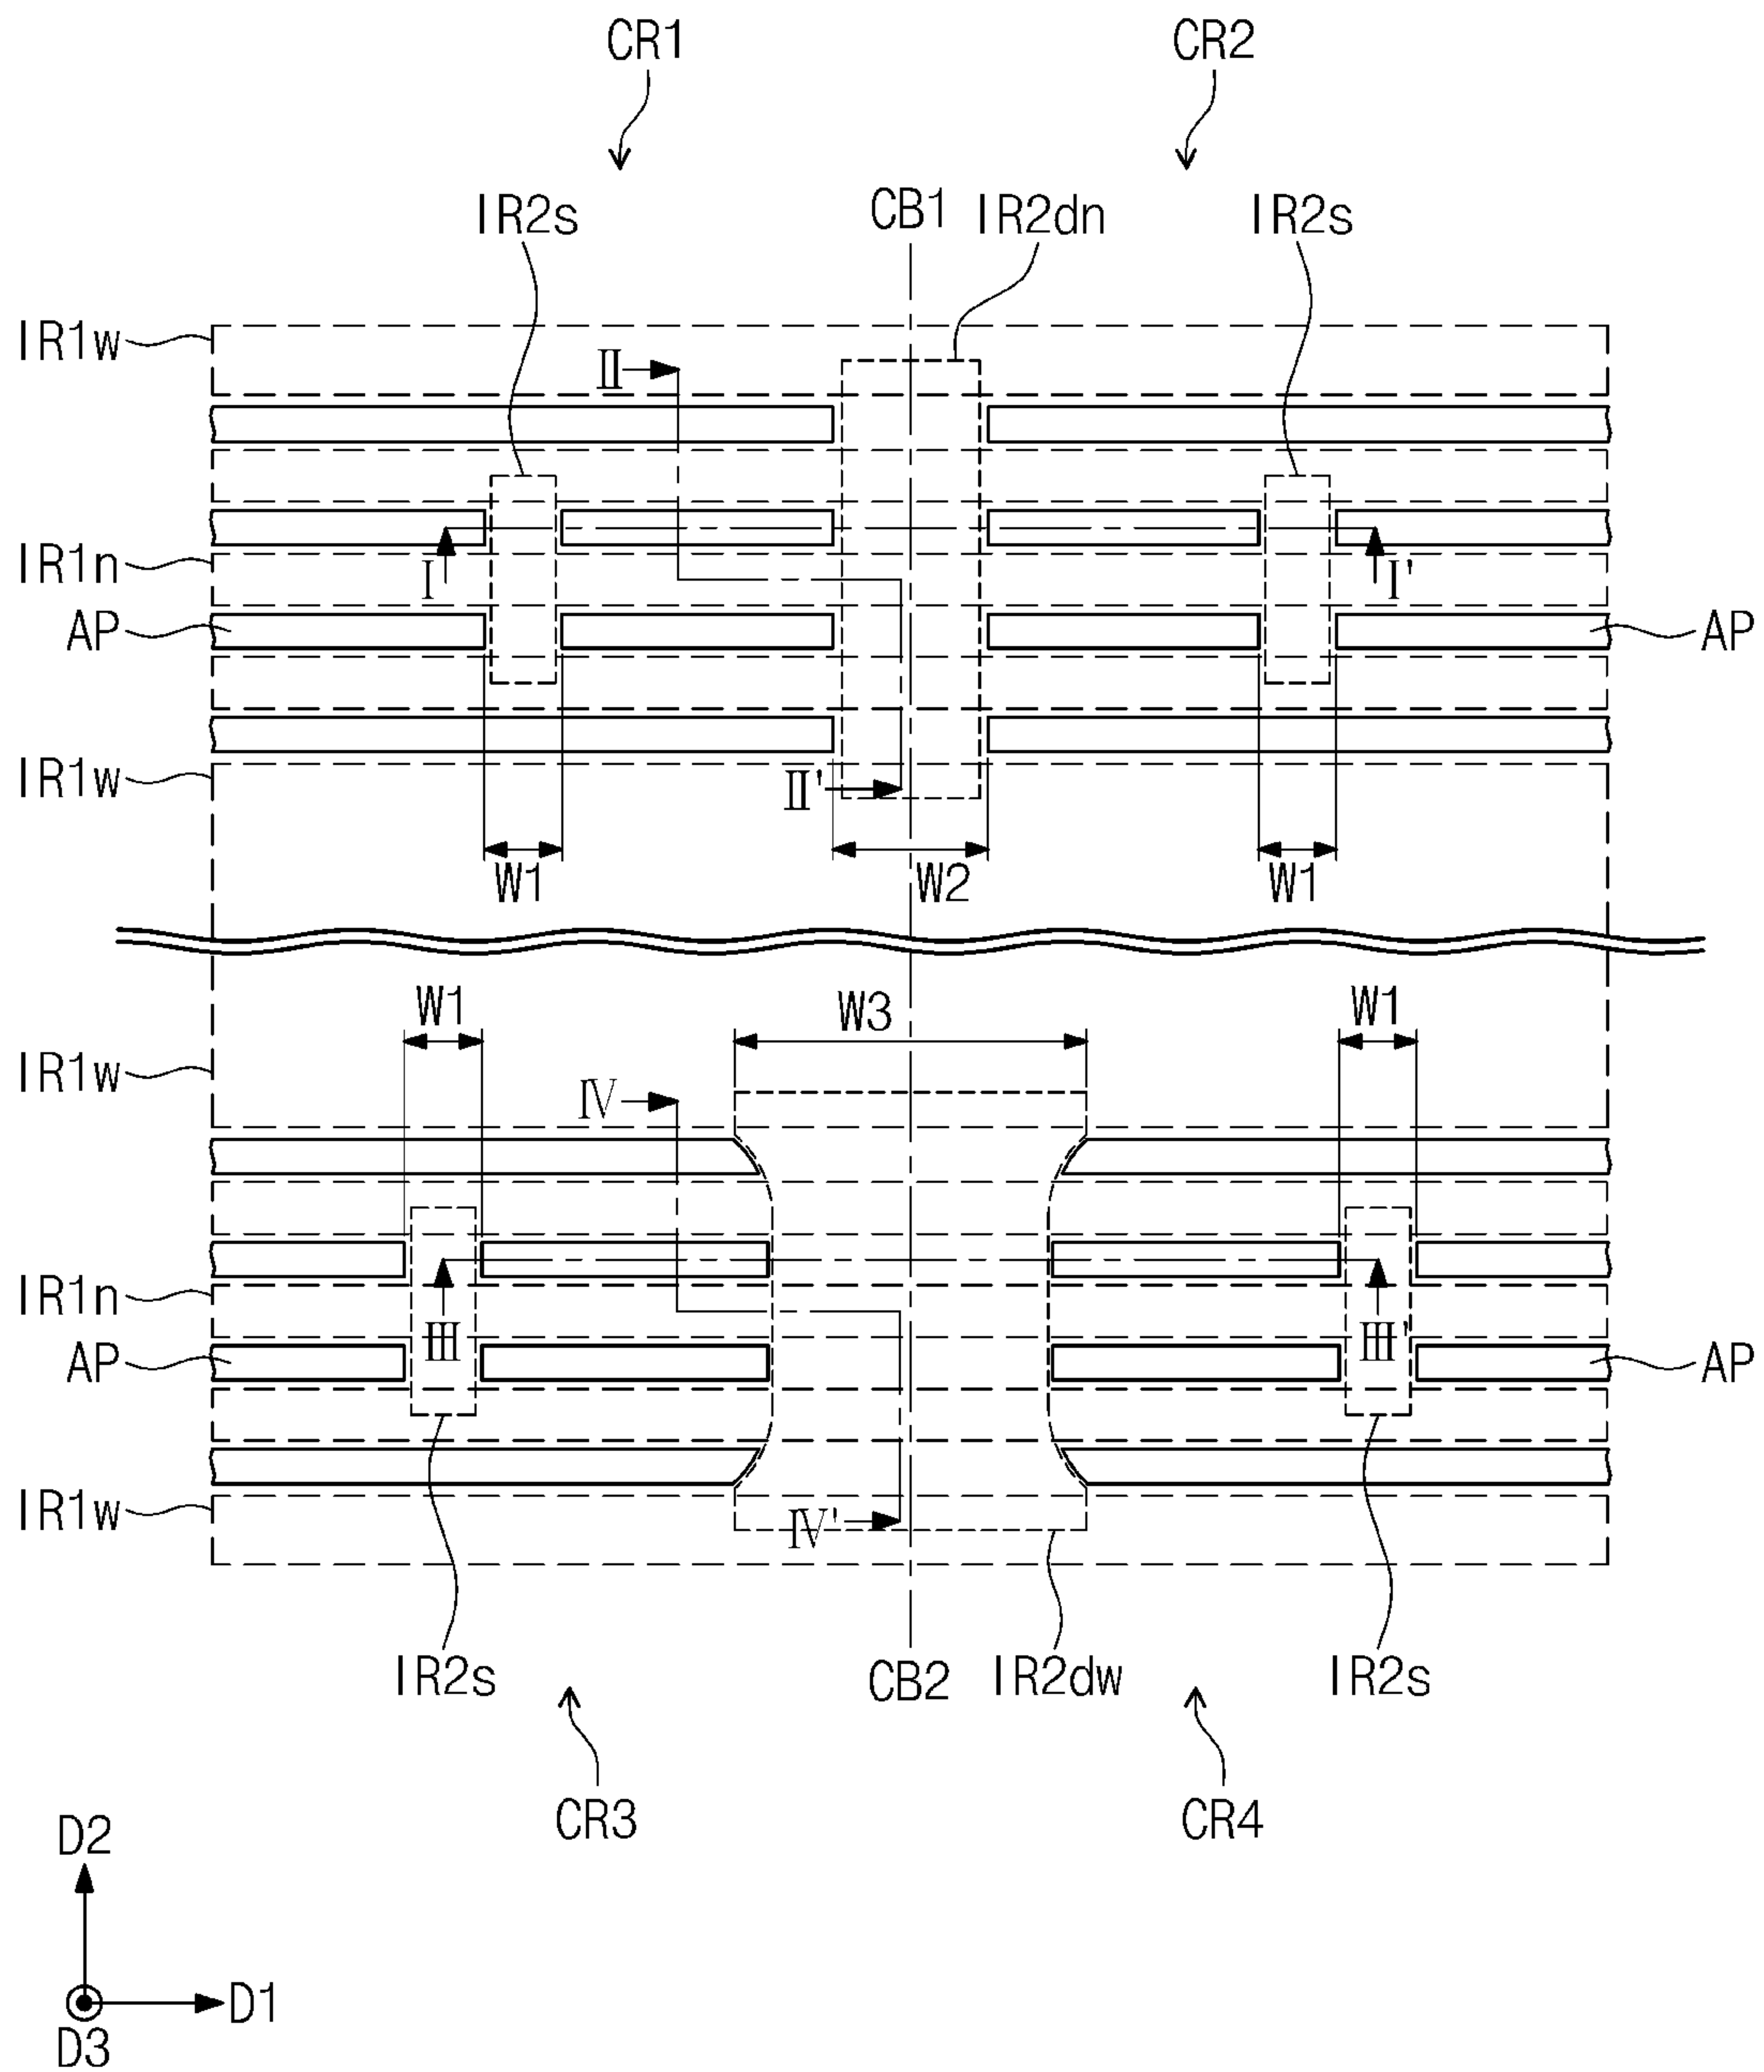 CR1 CR2
IR2s CB1 IR2dn IR2s
IR1w
Ⅱ
IR1n
Ⅰ Ⅰ'
AP AP
IR1w
Ⅱ'
W1 W2 W1
W1 W3 W1
IR1w
Ⅳ
IR1n
Ⅲ Ⅲ'
AP AP
IR1w
Ⅳ'
IR2s CB2 IR2dw IR2s
CR3 CR4
D2
D1
D3